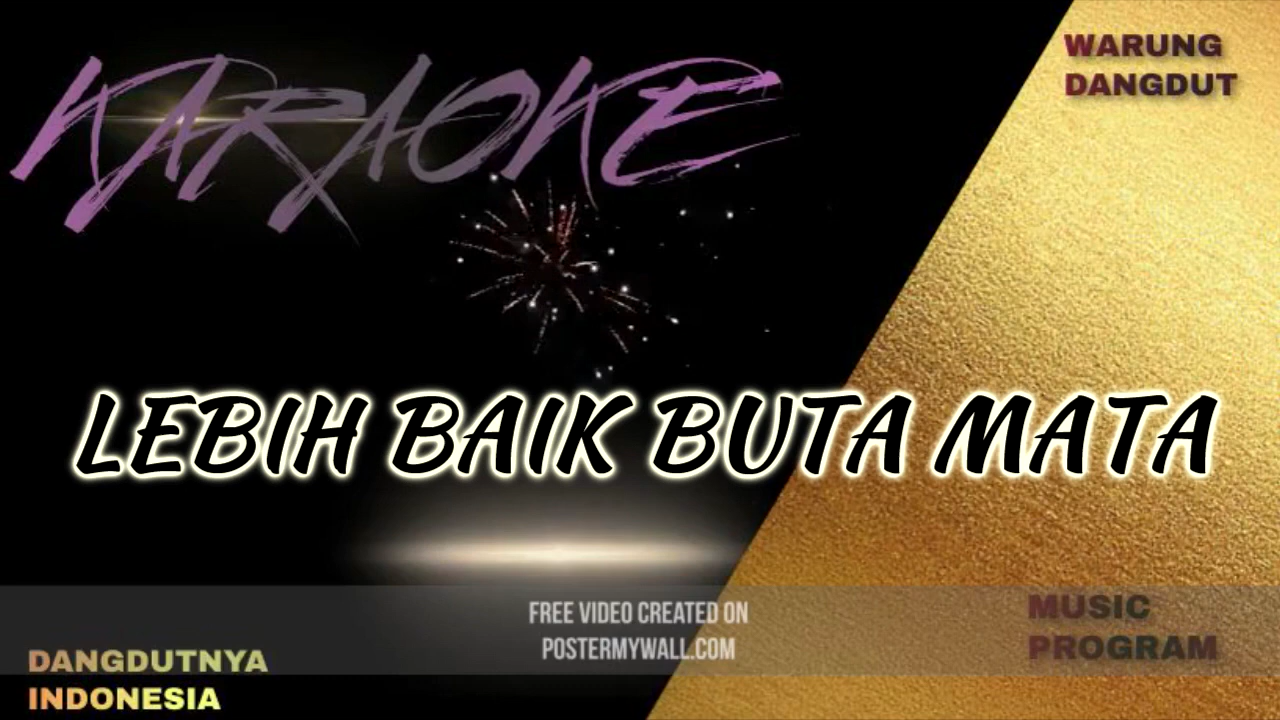 KARAOKE
WARUNG
DANGDUT
LEBIH BAIK BUTA MATA
FREE VIDEO CREATED ON
POSTERMYWALL.COM
MUSIC
PROGRAM
DANGDUTNYA
INDONESIA